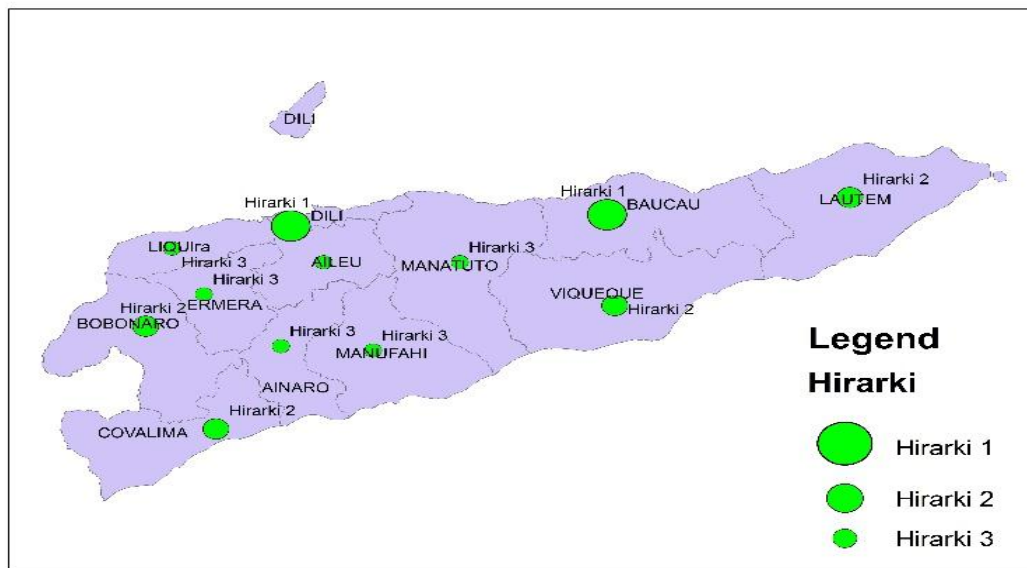 DILI
Hirarki 1
DILI
Hirarki 1
BAUCAU
Hirarki 2
LAUTEM
LIQUIra
Hirarki 3
AILEU
Hirarki 3
MANATUTO
Hirarki 3
ERMERA
VIQUEQUE
Hirarki 2
Hirarki 2
BOBONARO
Hirarki 3
AINARO
Hirarki 3
MANUFAHI
Hirarki 2
COVALIMA
Legend
Hirarki
Hirarki 1
Hirarki 2
Hirarki 3